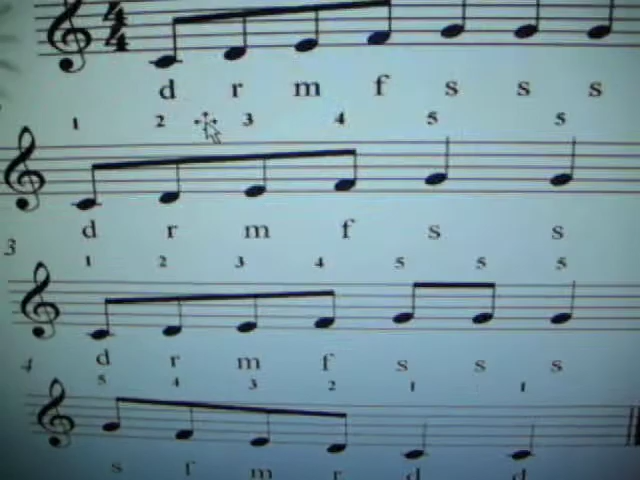 4
4
d r m f s s s
1 2 3 4 5 5
d r m f s s
3
1 2 3 4 5 5 5
4
d r m f s s s
5 4 3 2 1 1
s f m r d d